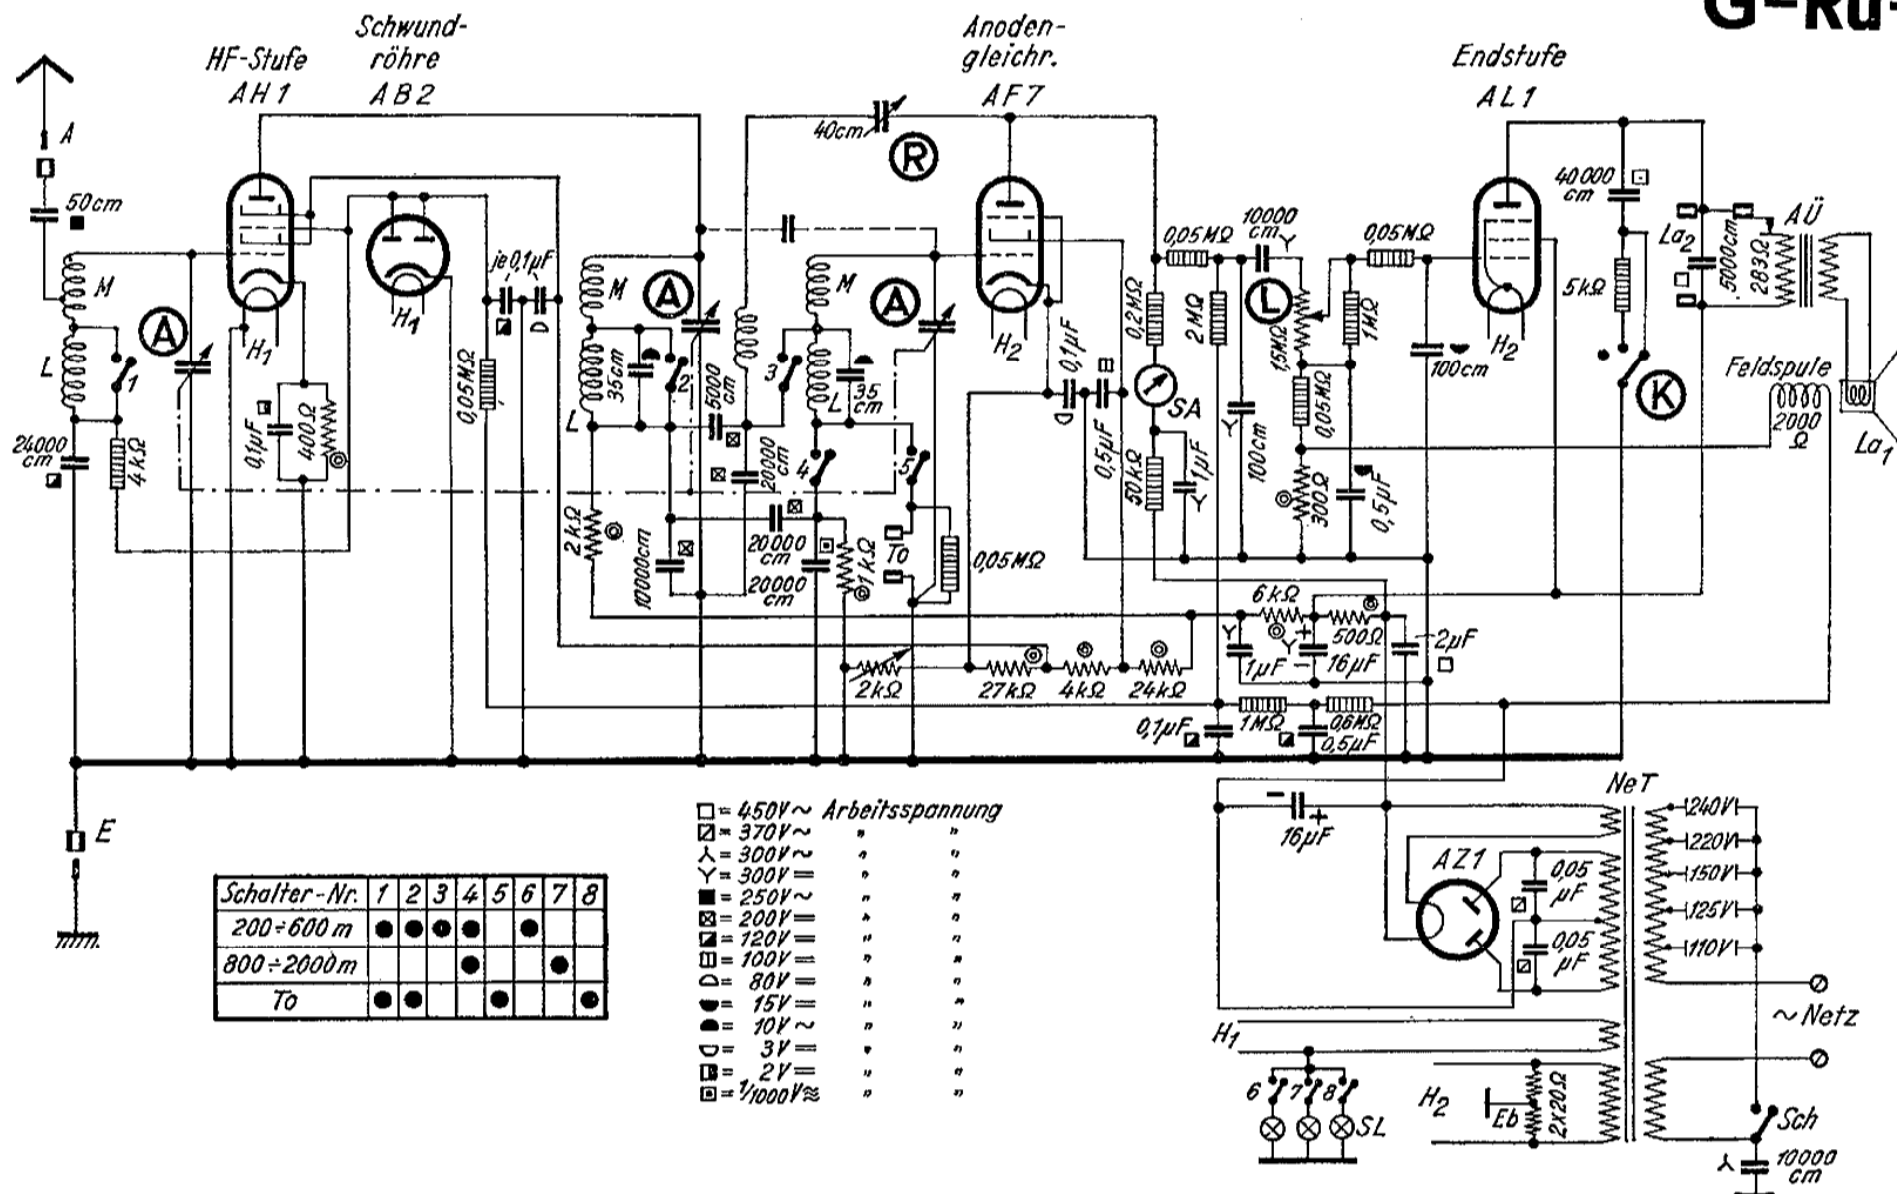 G-Ru-
Schwund-
röhre
AB2
HF-Stufe
AH1
Anoden-
gleichr.
AF7
Endstufe
AL1
A
50cm
M
L
A
1
H1
24000
cm
4kΩ
0,1µF
400Ω
H1
je 0,1µF
0,05MΩ
M
A
35cm
2
L
5000
cm
20000
cm
2kΩ
10000cm
20000
cm
20000
cm
1kΩ
40cm
R
M
A
3
L
35
cm
4
5
To
0,05MΩ
H2
0,1µF
0,5µF
0,05MΩ
0,2MΩ
2MΩ
SA
50kΩ
1µF
10000
cm
L
1,5MΩ
100cm
0,05MΩ
300Ω
0,05MΩ
1MΩ
0,5µF
100cm
H2
40000
cm
5kΩ
K
La2
5000cm
283Ω
AÜ
Feldspule
2000
Ω
La1
6kΩ
500Ω
1µF
+
16µF
-
2µF
2kΩ
27kΩ
4kΩ
24kΩ
0,1µF
1MΩ
0,6MΩ
0,5µF
E
Schalter-Nr. 1 2 3 4 5 6 7 8
200÷600m ● ● ● ● ●
800÷2000m ● ●
To ● ● ● ●
= 450V ~ Arbeitsspannung
= 370V ~ " "
= 300V ~ " "
= 300V = " "
= 250V ~ " "
= 200V = " "
= 120V = " "
= 100V = " "
= 80V = " "
= 15V = " "
= 10V ~ " "
= 3V = " "
= 2V = " "
= 1/1000V ≈ " "
- 16µF +
AZ1
0,05
µF
0,05
µF
NeT
240V
220V
150V
125V
110V
~ Netz
H1
6 7 8
SL
H2
Eb
2x20Ω
Sch
10000
cm